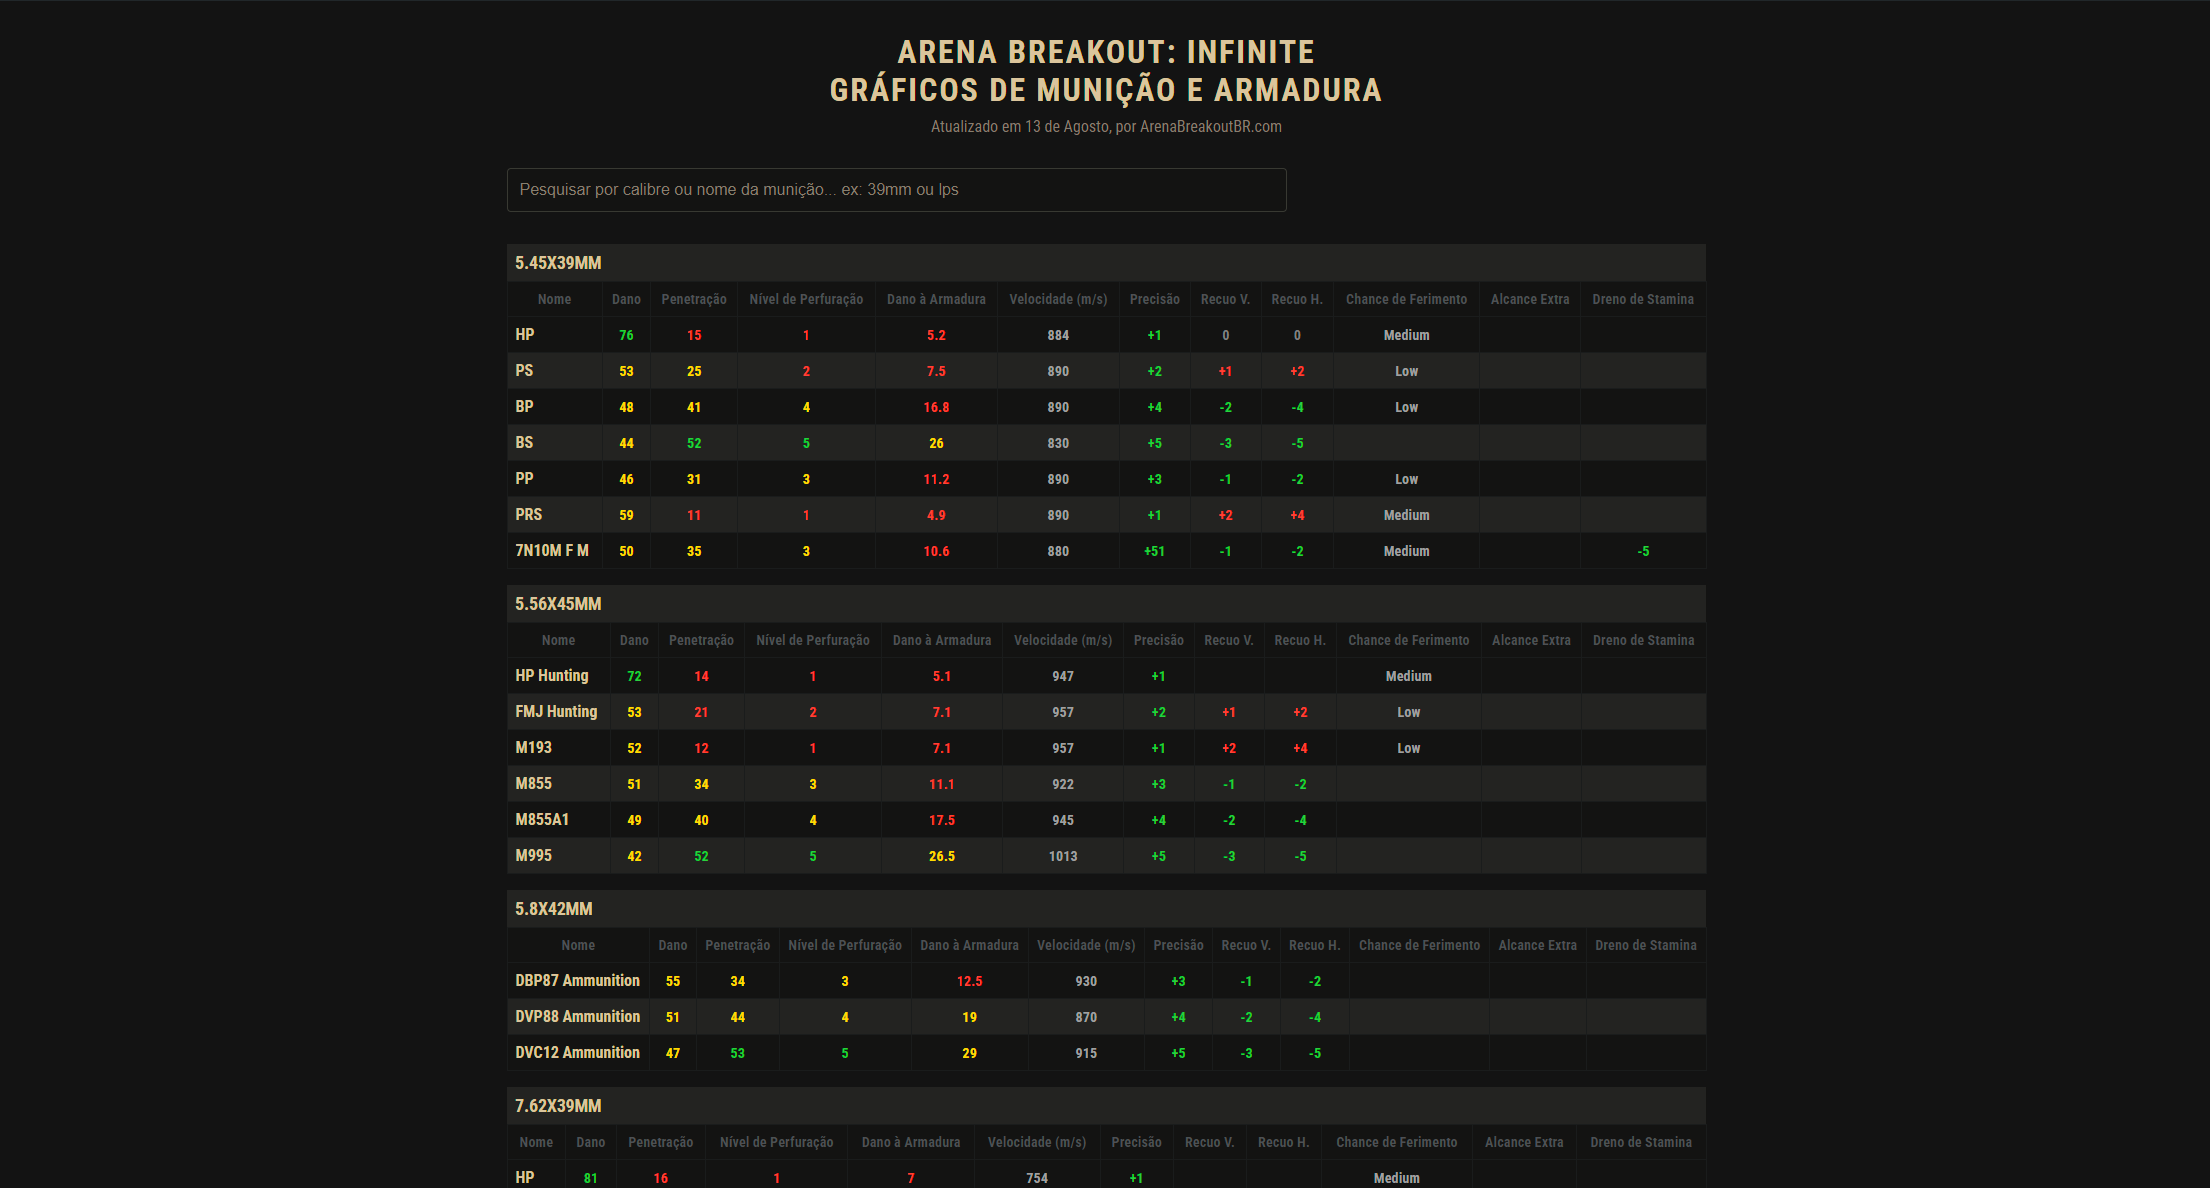 ARENA BREAKOUT: INFINITE
GRÁFICOS DE MUNIÇÃO E ARMADURA
Atualizado em 13 de Agosto, por ArenaBreakoutBR.com
Pesquisar por calibre ou nome da munição... ex: 39mm ou lps
5.45X39MM
Nome Dano Penetração Nível de Perfuração Dano à Armadura Velocidade (m/s) Precisão Recuo V. Recuo H. Chance de Ferimento Alcance Extra Dreno de Stamina
HP 76 15 1 5.2 884 +1 0 0 Medium
PS 53 25 2 7.5 890 +2 +1 +2 Low
BP 48 41 4 16.8 890 +4 -2 -4 Low
BS 44 52 5 26 830 +5 -3 -5
PP 46 31 3 11.2 890 +3 -1 -2 Low
PRS 59 11 1 4.9 890 +1 +2 +4 Medium
7N10M F M 50 35 3 10.6 880 +51 -1 -2 Medium -5
5.56X45MM
Nome Dano Penetração Nível de Perfuração Dano à Armadura Velocidade (m/s) Precisão Recuo V. Recuo H. Chance de Ferimento Alcance Extra Dreno de Stamina
HP Hunting 72 14 1 5.1 947 +1 Medium
FMJ Hunting 53 21 2 7.1 957 +2 +1 +2 Low
M193 52 12 1 7.1 957 +1 +2 +4 Low
M855 51 34 3 11.1 922 +3 -1 -2
M855A1 49 40 4 17.5 945 +4 -2 -4
M995 42 52 5 26.5 1013 +5 -3 -5
5.8X42MM
Nome Dano Penetração Nível de Perfuração Dano à Armadura Velocidade (m/s) Precisão Recuo V. Recuo H. Chance de Ferimento Alcance Extra Dreno de Stamina
DBP87 Ammunition 55 34 3 12.5 930 +3 -1 -2
DVP88 Ammunition 51 44 4 19 870 +4 -2 -4
DVC12 Ammunition 47 53 5 29 915 +5 -3 -5
7.62X39MM
Nome Dano Penetração Nível de Perfuração Dano à Armadura Velocidade (m/s) Precisão Recuo V. Recuo H. Chance de Ferimento Alcance Extra Dreno de Stamina
HP 81 16 1 7 754 +1 Medium